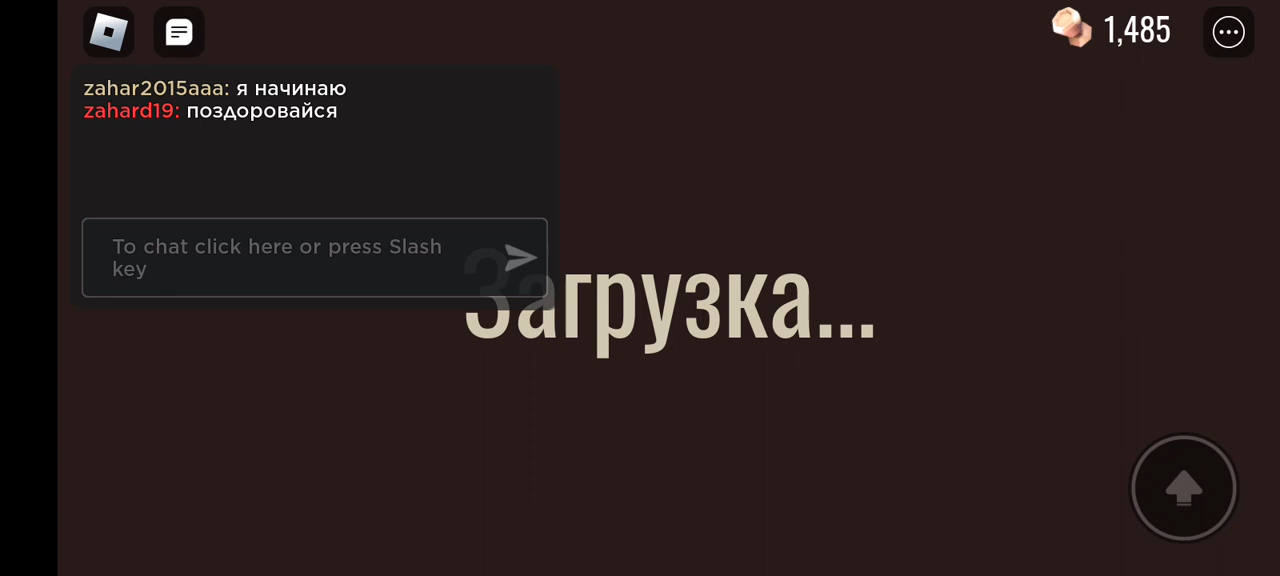 1,485
zahar2015aaa: я начинаю
zahard19: поздоровайся
To chat click here or press Slash
key
Загрузка...